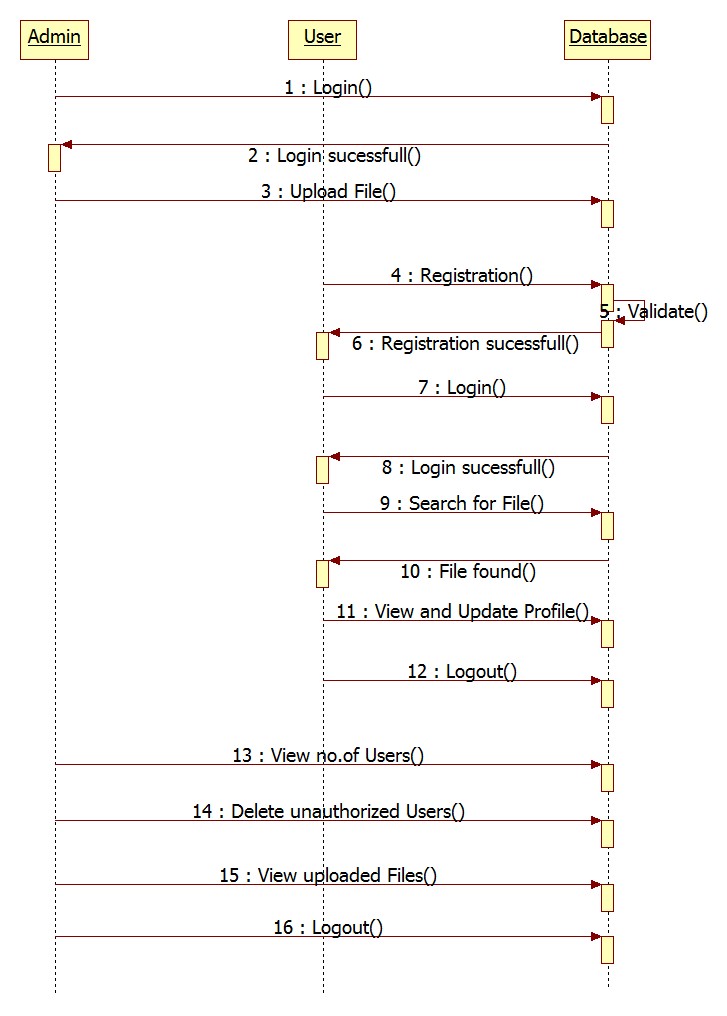 Admin
User
Database
1 : Login()
2 : Login sucessfull()
3 : Upload File()
4 : Registration()
5 : Validate()
6 : Registration sucessfull()
7 : Login()
8 : Login sucessfull()
9 : Search for File()
10 : File found()
11 : View and Update Profile()
12 : Logout()
13 : View no.of Users()
14 : Delete unauthorized Users()
15 : View uploaded Files()
16 : Logout()